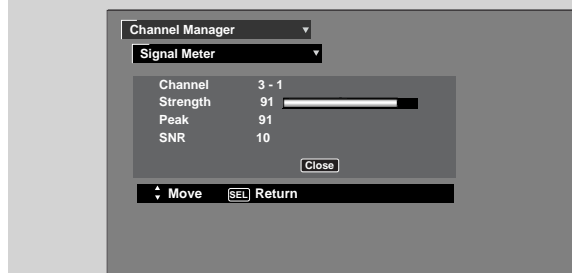 Channel Manager
Signal Meter
Channel 3 - 1
Strength 91
Peak 91
SNR 10
Close
Move SEL Return